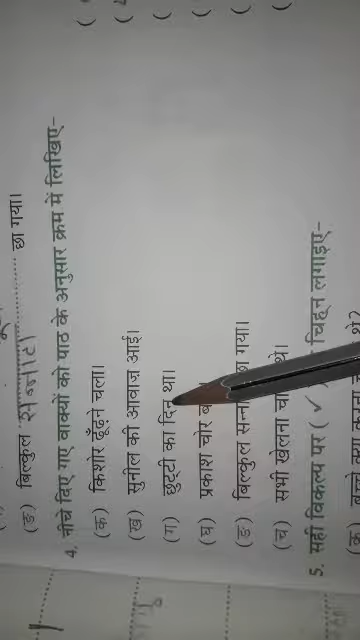 (ङ) बिल्कुल सन्नाटा छा गया।
4. नीचे दिए गए वाक्यों को पाठ के अनुसार क्रम में लिखिए–
(क) किशोर ढूँढ़ने चला। (
(ख) सुनील की आवाज आई। (
(ग) छुट्टी का दिन था। (
(घ) प्रकाश चोर (
(ङ) बिल्कुल गया। (
(च) सभी खेलना थे। (
5. सही विकल्प पर (✓) चिह्न लगाइए–
(क)